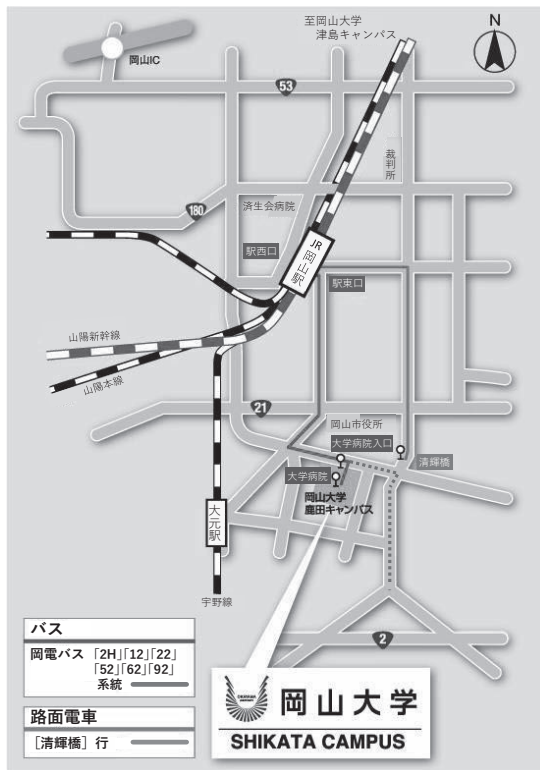 至岡山大学
津島キャンパス
N
岡山IC
53
裁判所
180
済生会病院
駅西口
JR
岡山駅
駅東口
山陽新幹線
山陽本線
21
岡山市役所
大学病院入口
清輝橋
大学病院
岡山大学
鹿田キャンパス
大元駅
宇野線
2
バス
岡電バス 「2H」「12」「22」
「52」「62」「92」
系統
路面電車
［清輝橋］行
岡山大学
SHIKATA CAMPUS